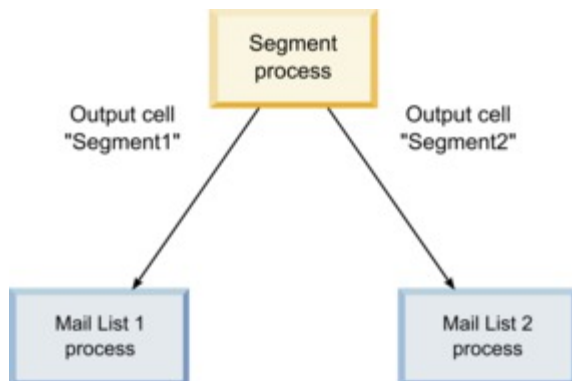 Segment
process
Output cell
"Segment1"
Output cell
"Segment2"
Mail List 1
process
Mail List 2
process